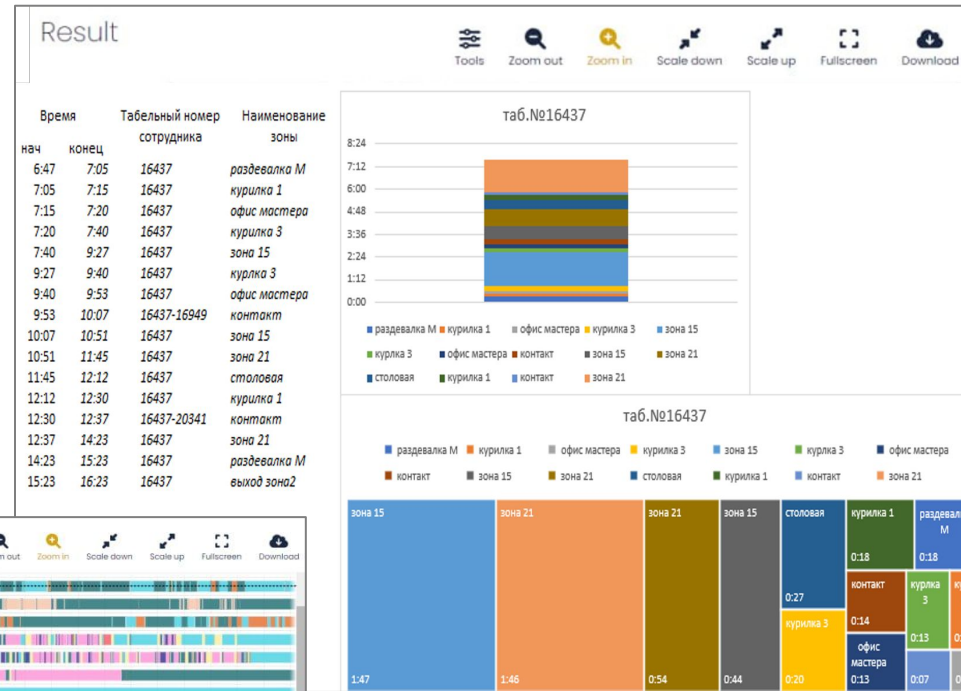 Result
Tools Zoom out Zoom in Scale down Scale up Fullscreen Download
Время Табельный номер сотрудника Наименование зоны
нач конец
6:47 7:05 16437 раздевалка М
7:05 7:15 16437 курилка 1
7:15 7:20 16437 офис мастера
7:20 7:40 16437 курилка 3
7:40 9:27 16437 зона 15
9:27 9:40 16437 курлка 3
9:40 9:53 16437 офис мастера
9:53 10:07 16437-16949 контакт
10:07 10:51 16437 зона 15
10:51 11:45 16437 зона 21
11:45 12:12 16437 столовая
12:12 12:30 16437 курилка 1
12:30 12:37 16437-20341 контакт
12:37 14:23 16437 зона 21
14:23 15:23 16437 раздевалка М
15:23 16:23 16437 выход зона2
таб.№16437
8:24
7:12
6:00
4:48
3:36
2:24
1:12
0:00
раздевалка М курилка 1 офис мастера курилка 3 зона 15
курлка 3 офис мастера контакт зона 15 зона 21
столовая курилка 1 контакт зона 21
таб.№16437
раздевалка М курилка 1 офис мастера курилка 3 зона 15 курлка 3 офис мастера
контакт зона 15 зона 21 столовая курилка 1 контакт зона 21
зона 15 1:47
зона 21 1:46
зона 21 0:54
зона 15 0:44
столовая 0:27
курилка 3 0:20
курилка 1 0:18
М 0:18
контакт 0:14
курлка 3 0:13
офис мастера 0:13
0:07
Zoom in Scale down Scale up Fullscreen Download